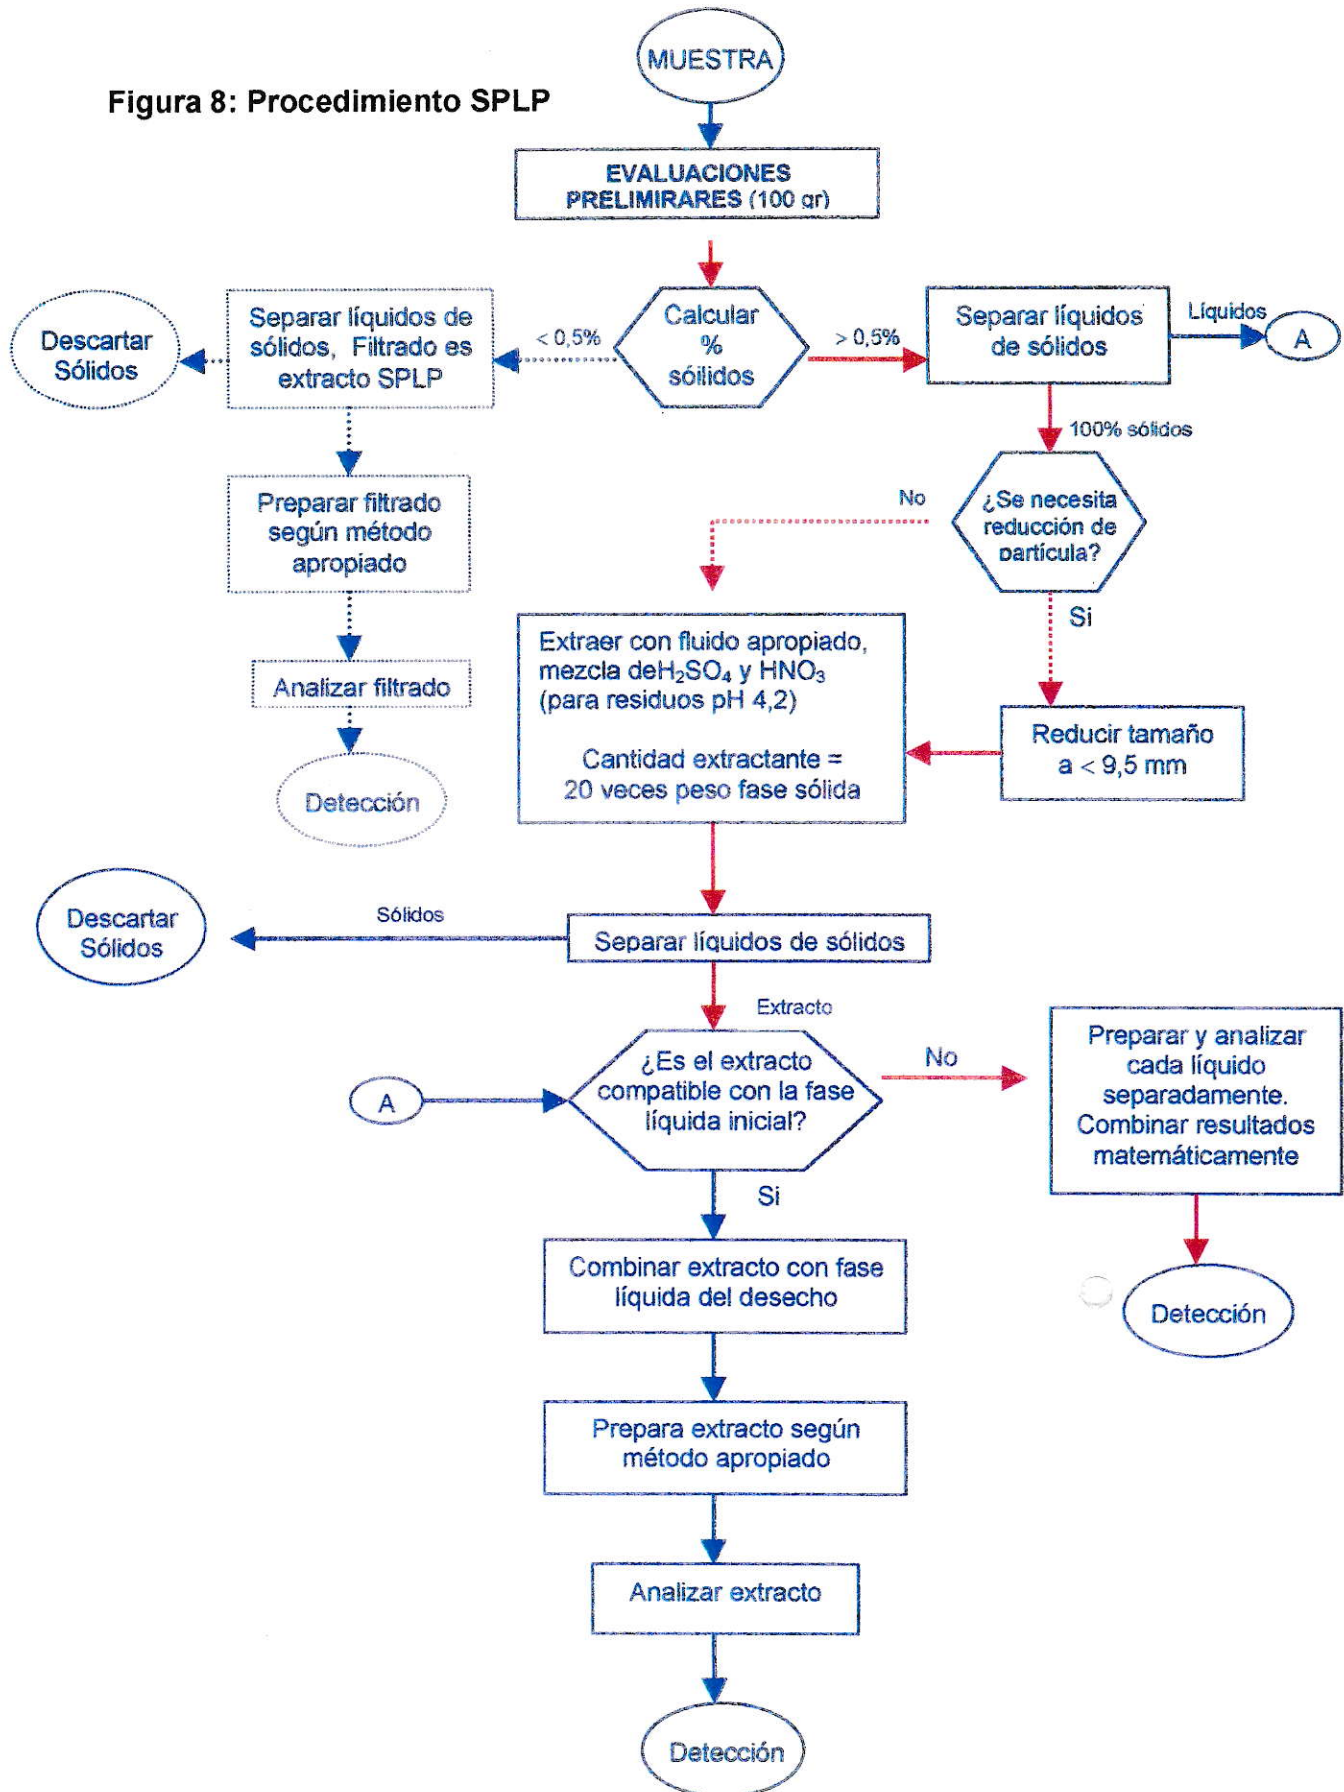 MUESTRA
Figura 8: Procedimiento SPLP
EVALUACIONES
PRELIMIRARES (100 gr)
Descartar
Sólidos
Separar líquidos de
sólidos, Filtrado es
extracto SPLP
< 0,5%
Calcular
%
sóilidos
> 0,5%
Separar líquidos
de sólidos
Líquidos
A
100% sólidos
Preparar filtrado
según método
apropiado
No
¿Se necesita
reducción de
partícula?
Si
Analizar filtrado
Extraer con fluido apropiado,
mezcla deH₂SO₄ y HNO₃
(para residuos pH 4,2)
Cantidad extractante =
20 veces peso fase sólida
Reducir tamaño
a < 9,5 mm
Detección
Descartar
Sólidos
Sólidos
Separar líquidos de sólidos
Extracto
A
¿Es el extracto
compatible con la fase
líquida inicial?
No
Preparar y analizar
cada líquido
separadamente.
Combinar resultados
matemáticamente
Si
Combinar extracto con fase
líquida del desecho
Detección
Prepara extracto según
método apropiado
Analizar extracto
Detección